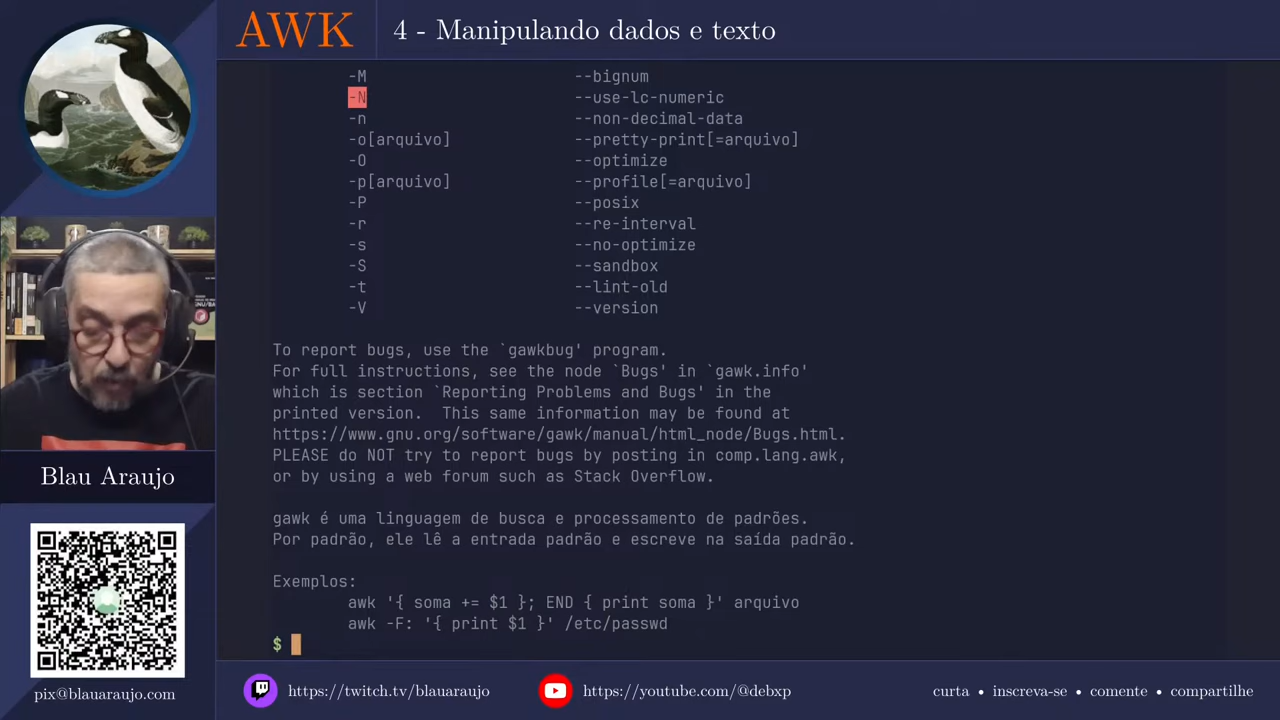 AWK
4 - Manipulando dados e texto
-M --bignum
-N --use-lc-numeric
-n --non-decimal-data
-o[arquivo] --pretty-print[=arquivo]
-O --optimize
-p[arquivo] --profile[=arquivo]
-P --posix
-r --re-interval
-s --no-optimize
-S --sandbox
-t --lint-old
-V --version
To report bugs, use the `gawkbug' program.
For full instructions, see the node `Bugs' in `gawk.info'
which is section `Reporting Problems and Bugs' in the
printed version.  This same information may be found at
https://www.gnu.org/software/gawk/manual/html_node/Bugs.html.
PLEASE do NOT try to report bugs by posting in comp.lang.awk,
or by using a web forum such as Stack Overflow.
gawk é uma linguagem de busca e processamento de padrões.
Por padrão, ele lê a entrada padrão e escreve na saída padrão.
Exemplos:
awk '{ soma += $1 }; END { print soma }' arquivo
awk -F: '{ print $1 }' /etc/passwd
$
Blau Araujo
pix@blauaraujo.com
https://twitch.tv/blauaraujo
https://youtube.com/@debxp
curta • inscreva-se • comente • compartilhe